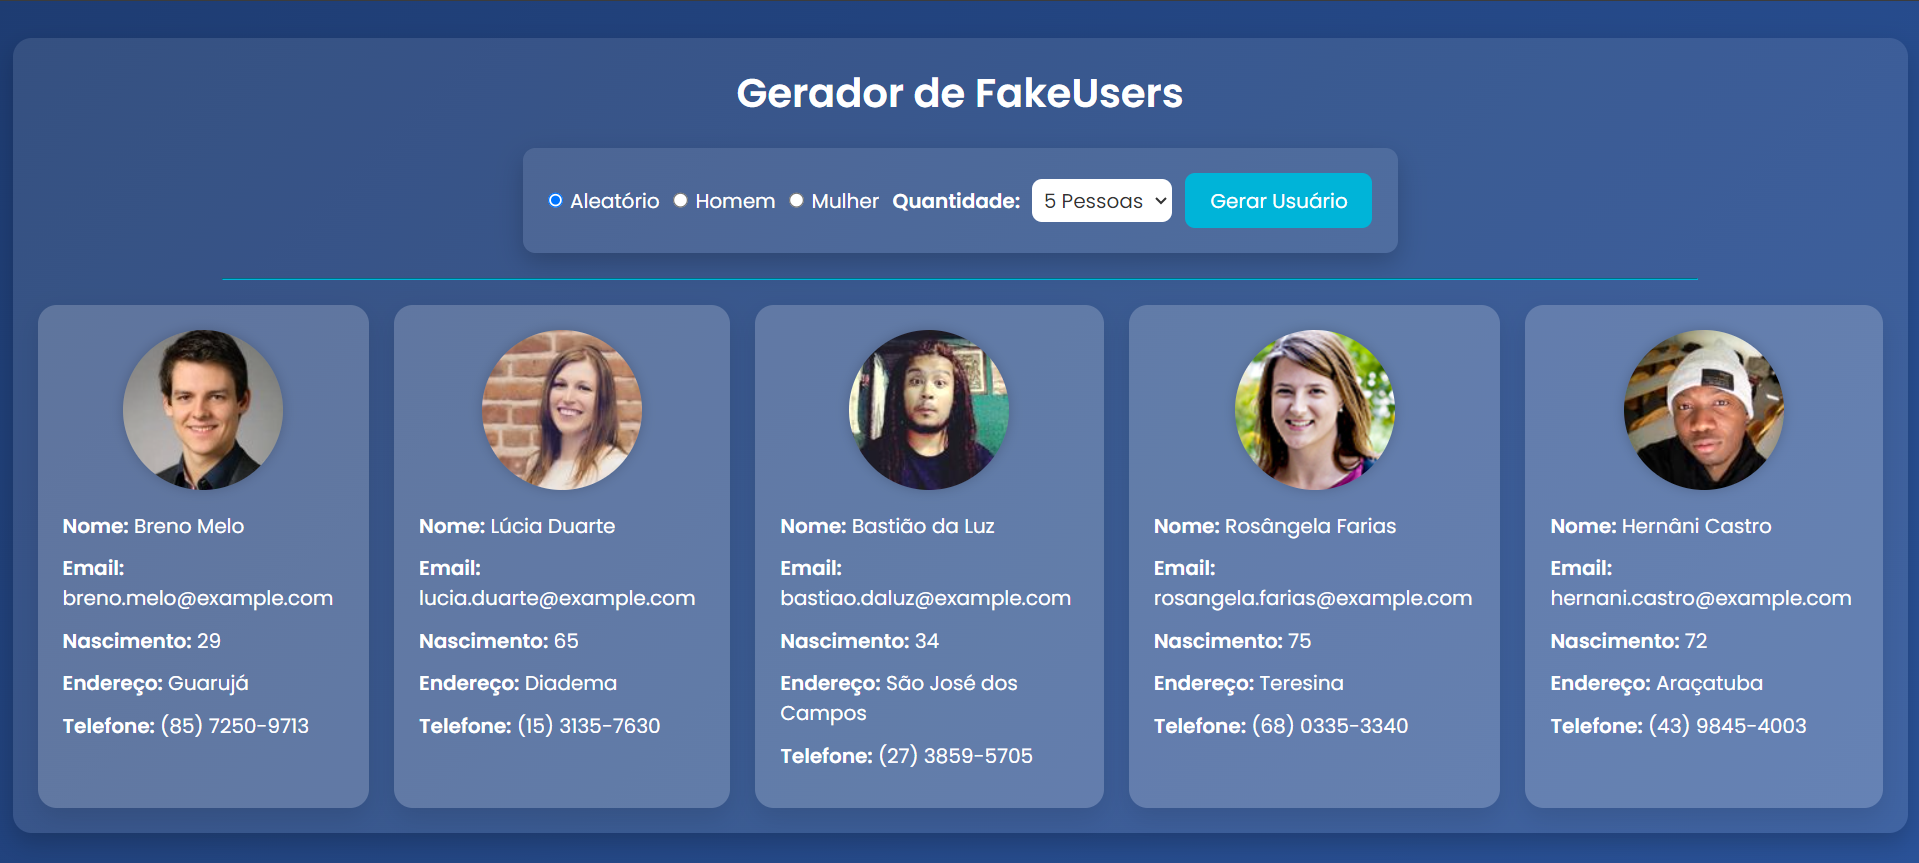 Gerador de FakeUsers
Aleatório Homem Mulher Quantidade: 5 Pessoas Gerar Usuário
Nome: Breno Melo
Email:
breno.melo@example.com
Nascimento: 29
Endereço: Guarujá
Telefone: (85) 7250-9713
Nome: Lúcia Duarte
Email:
lucia.duarte@example.com
Nascimento: 65
Endereço: Diadema
Telefone: (15) 3135-7630
Nome: Bastião da Luz
Email:
bastiao.daluz@example.com
Nascimento: 34
Endereço: São José dos
Campos
Telefone: (27) 3859-5705
Nome: Rosângela Farias
Email:
rosangela.farias@example.com
Nascimento: 75
Endereço: Teresina
Telefone: (68) 0335-3340
Nome: Hernâni Castro
Email:
hernani.castro@example.com
Nascimento: 72
Endereço: Araçatuba
Telefone: (43) 9845-4003